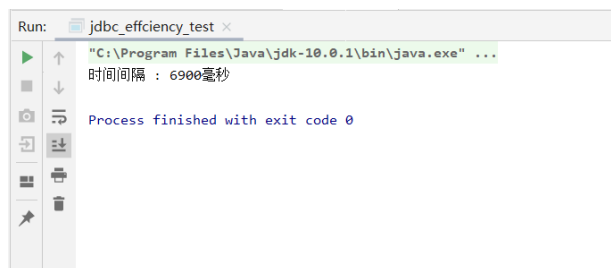 Run: jdbc_effciency_test ×
"C:\Program Files\Java\jdk-10.0.1\bin\java.exe" ...
时间间隔 : 6900毫秒
Process finished with exit code 0